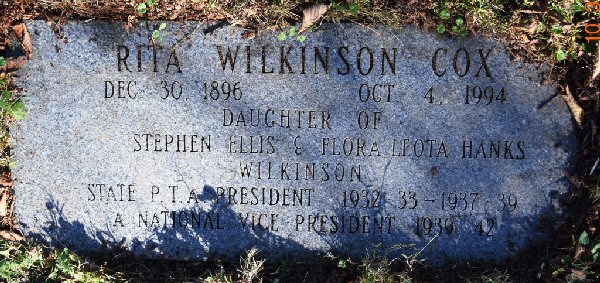 RITA WILKINSON COX
DEC 30 1896 OCT 4, 1994
DAUGHTER OF
STEPHEN ELLIS & FLORA LEOTA HANKS
WILKINSON
STATE P.T.A. PRESIDENT 1932 33-1937 39
A NATIONAL VICE PRESIDENT 1939 42